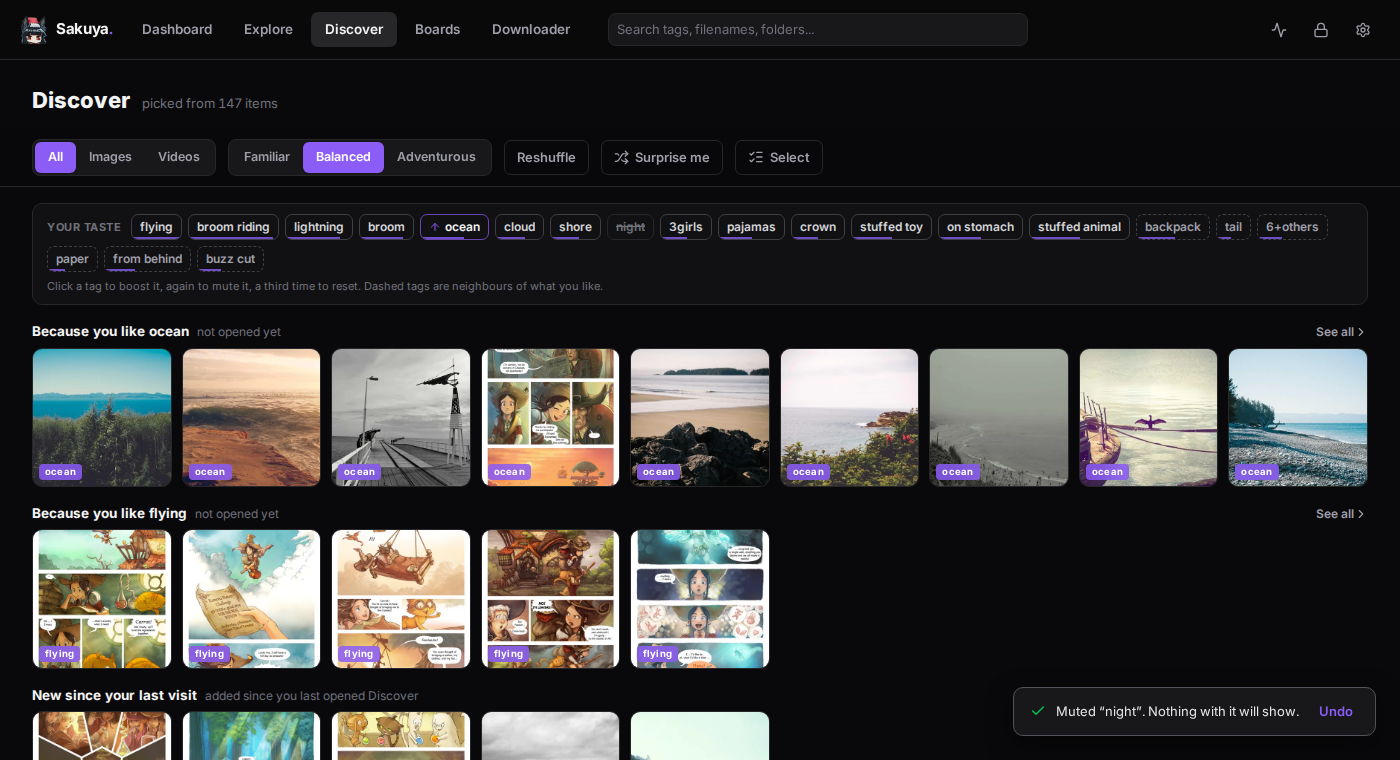 Sakuya.
Dashboard
Explore
Discover
Boards
Downloader
Search tags, filenames, folders...
Discover
picked from 147 items
All
Images
Videos
Familiar
Balanced
Adventurous
Reshuffle
Surprise me
Select
YOUR TASTE
flying
broom riding
lightning
broom
↑ ocean
cloud
shore
night
3girls
pajamas
crown
stuffed toy
on stomach
stuffed animal
backpack
tail
6+others
paper
from behind
buzz cut
Click a tag to boost it, again to mute it, a third time to reset. Dashed tags are neighbours of what you like.
Because you like ocean
not opened yet
See all
ocean
ocean
ocean
ocean
ocean
ocean
ocean
ocean
ocean
Because you like flying
not opened yet
See all
flying
flying
flying
flying
flying
New since your last visit
added since you last opened Discover
Muted “night”. Nothing with it will show.
Undo